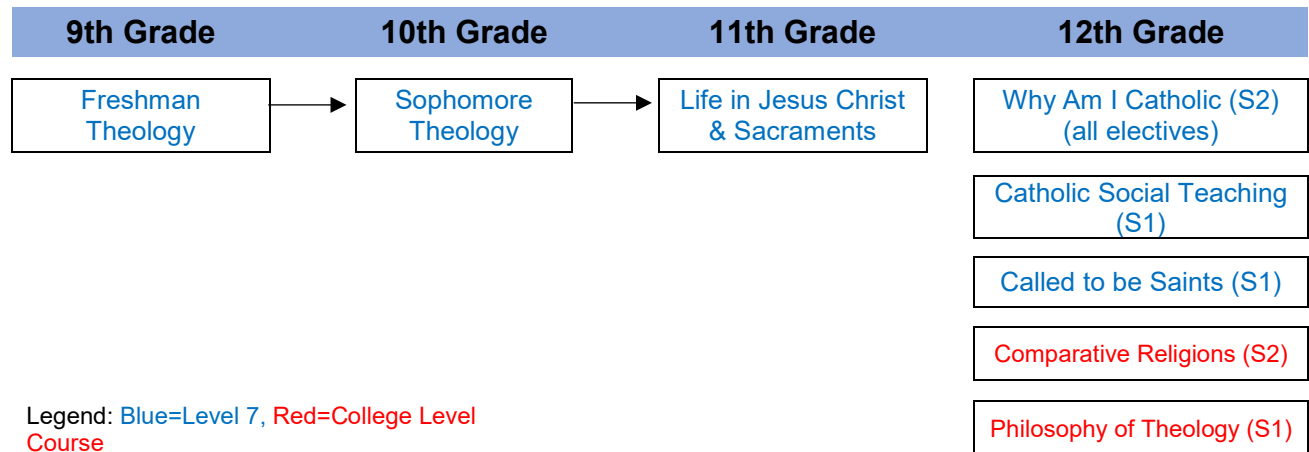 9th Grade
10th Grade
11th Grade
12th Grade
Freshman
Theology
Sophomore
Theology
Life in Jesus Christ
& Sacraments
Why Am I Catholic (S2)
(all electives)
Catholic Social Teaching
(S1)
Called to be Saints (S1)
Comparative Religions (S2)
Philosophy of Theology (S1)
Legend: Blue=Level 7, Red=College Level
Course